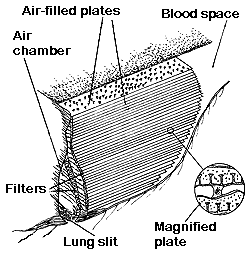 Air-filled plates
Blood space
Air
chamber
Filters
Lung slit
Magnified
plate